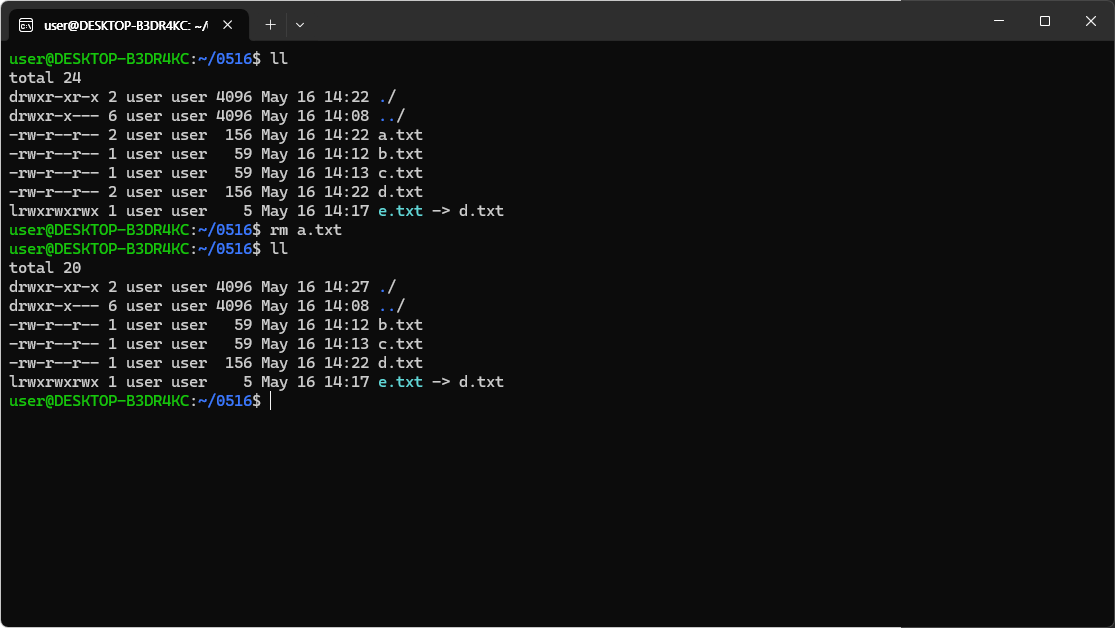 user@DESKTOP-B3DR4KC: ~/
user@DESKTOP-B3DR4KC:~/0516$ ll
total 24
drwxr-xr-x 2 user user 4096 May 16 14:22 ./
drwxr-x--- 6 user user 4096 May 16 14:08 ../
-rw-r--r-- 2 user user  156 May 16 14:22 a.txt
-rw-r--r-- 1 user user   59 May 16 14:12 b.txt
-rw-r--r-- 1 user user   59 May 16 14:13 c.txt
-rw-r--r-- 2 user user  156 May 16 14:22 d.txt
lrwxrwxrwx 1 user user    5 May 16 14:17 e.txt -> d.txt
user@DESKTOP-B3DR4KC:~/0516$ rm a.txt
user@DESKTOP-B3DR4KC:~/0516$ ll
total 20
drwxr-xr-x 2 user user 4096 May 16 14:27 ./
drwxr-x--- 6 user user 4096 May 16 14:08 ../
-rw-r--r-- 1 user user   59 May 16 14:12 b.txt
-rw-r--r-- 1 user user   59 May 16 14:13 c.txt
-rw-r--r-- 1 user user  156 May 16 14:22 d.txt
lrwxrwxrwx 1 user user    5 May 16 14:17 e.txt -> d.txt
user@DESKTOP-B3DR4KC:~/0516$